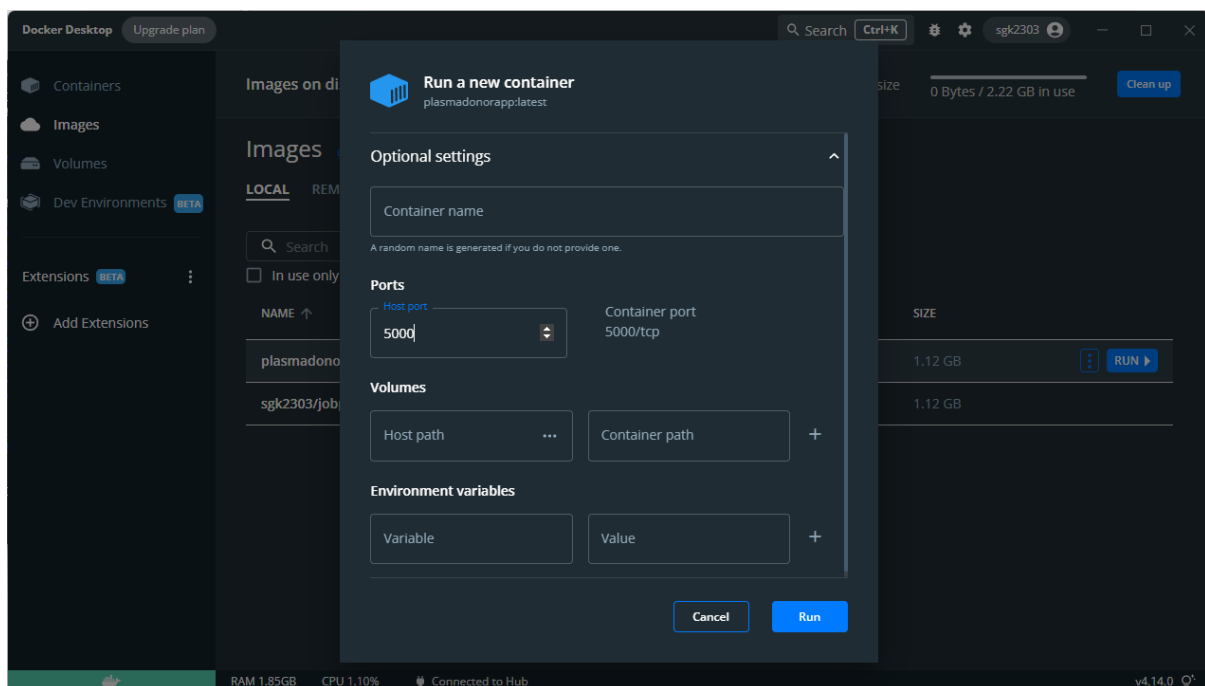 Docker Desktop Upgrade plan Search Ctrl+K sgk2303
Containers
Images
Volumes
Dev Environments BETA
Extensions BETA
Add Extensions
Images on di
size
0 Bytes / 2.22 GB in use
Clean up
Images
LOCAL REM
Search
In use only
NAME SIZE
plasmadono 1.12 GB RUN
sgk2303/job 1.12 GB
Run a new container
plasmadonorapp:latest
Optional settings
Container name
A random name is generated if you do not provide one.
Ports
Host port
5000
Container port
5000/tcp
Volumes
Host path Container path
Environment variables
Variable Value
Cancel Run
RAM 1.85GB CPU 1.10% Connected to Hub v4.14.0